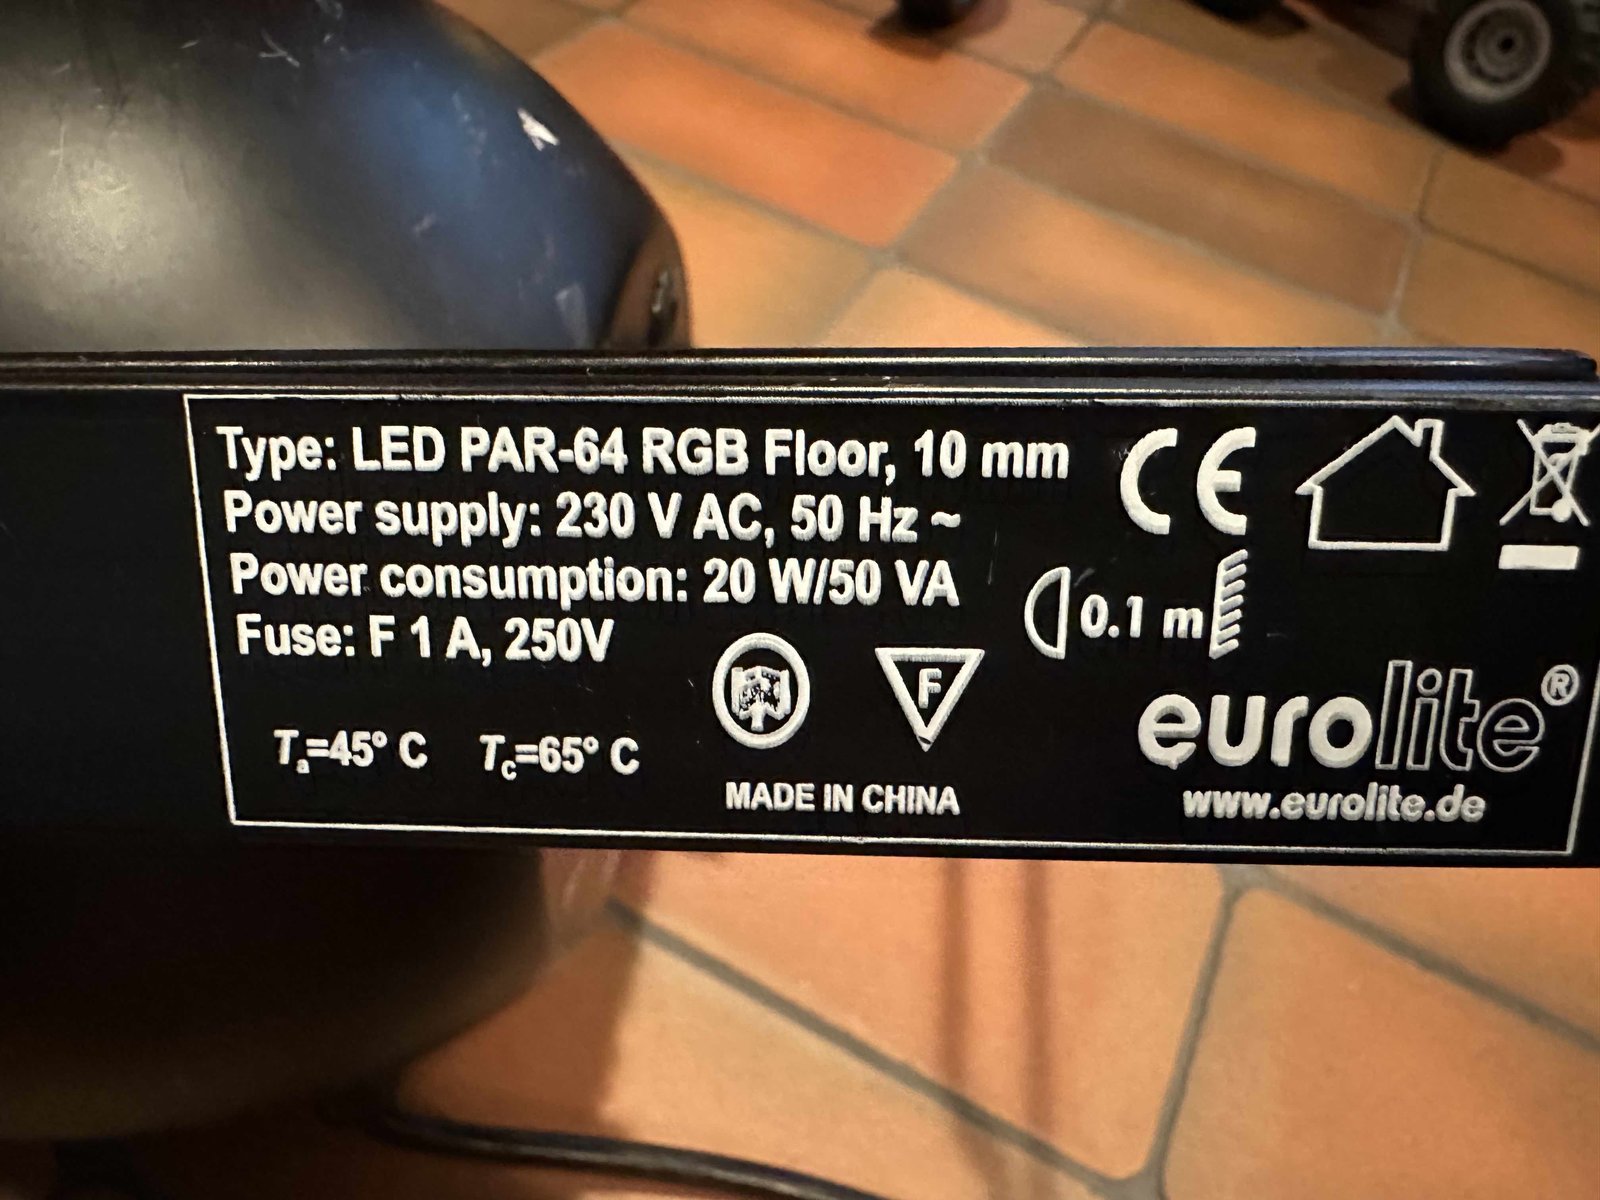 Type: LED PAR-64 RGB Floor, 10 mm
Power supply: 230 V AC, 50 Hz ~
Power consumption: 20 W/50 VA
Fuse: F 1 A, 250V
Ta=45° C Tc=65° C
F
MADE IN CHINA
CE
0.1 m
eurolite®
www.eurolite.de